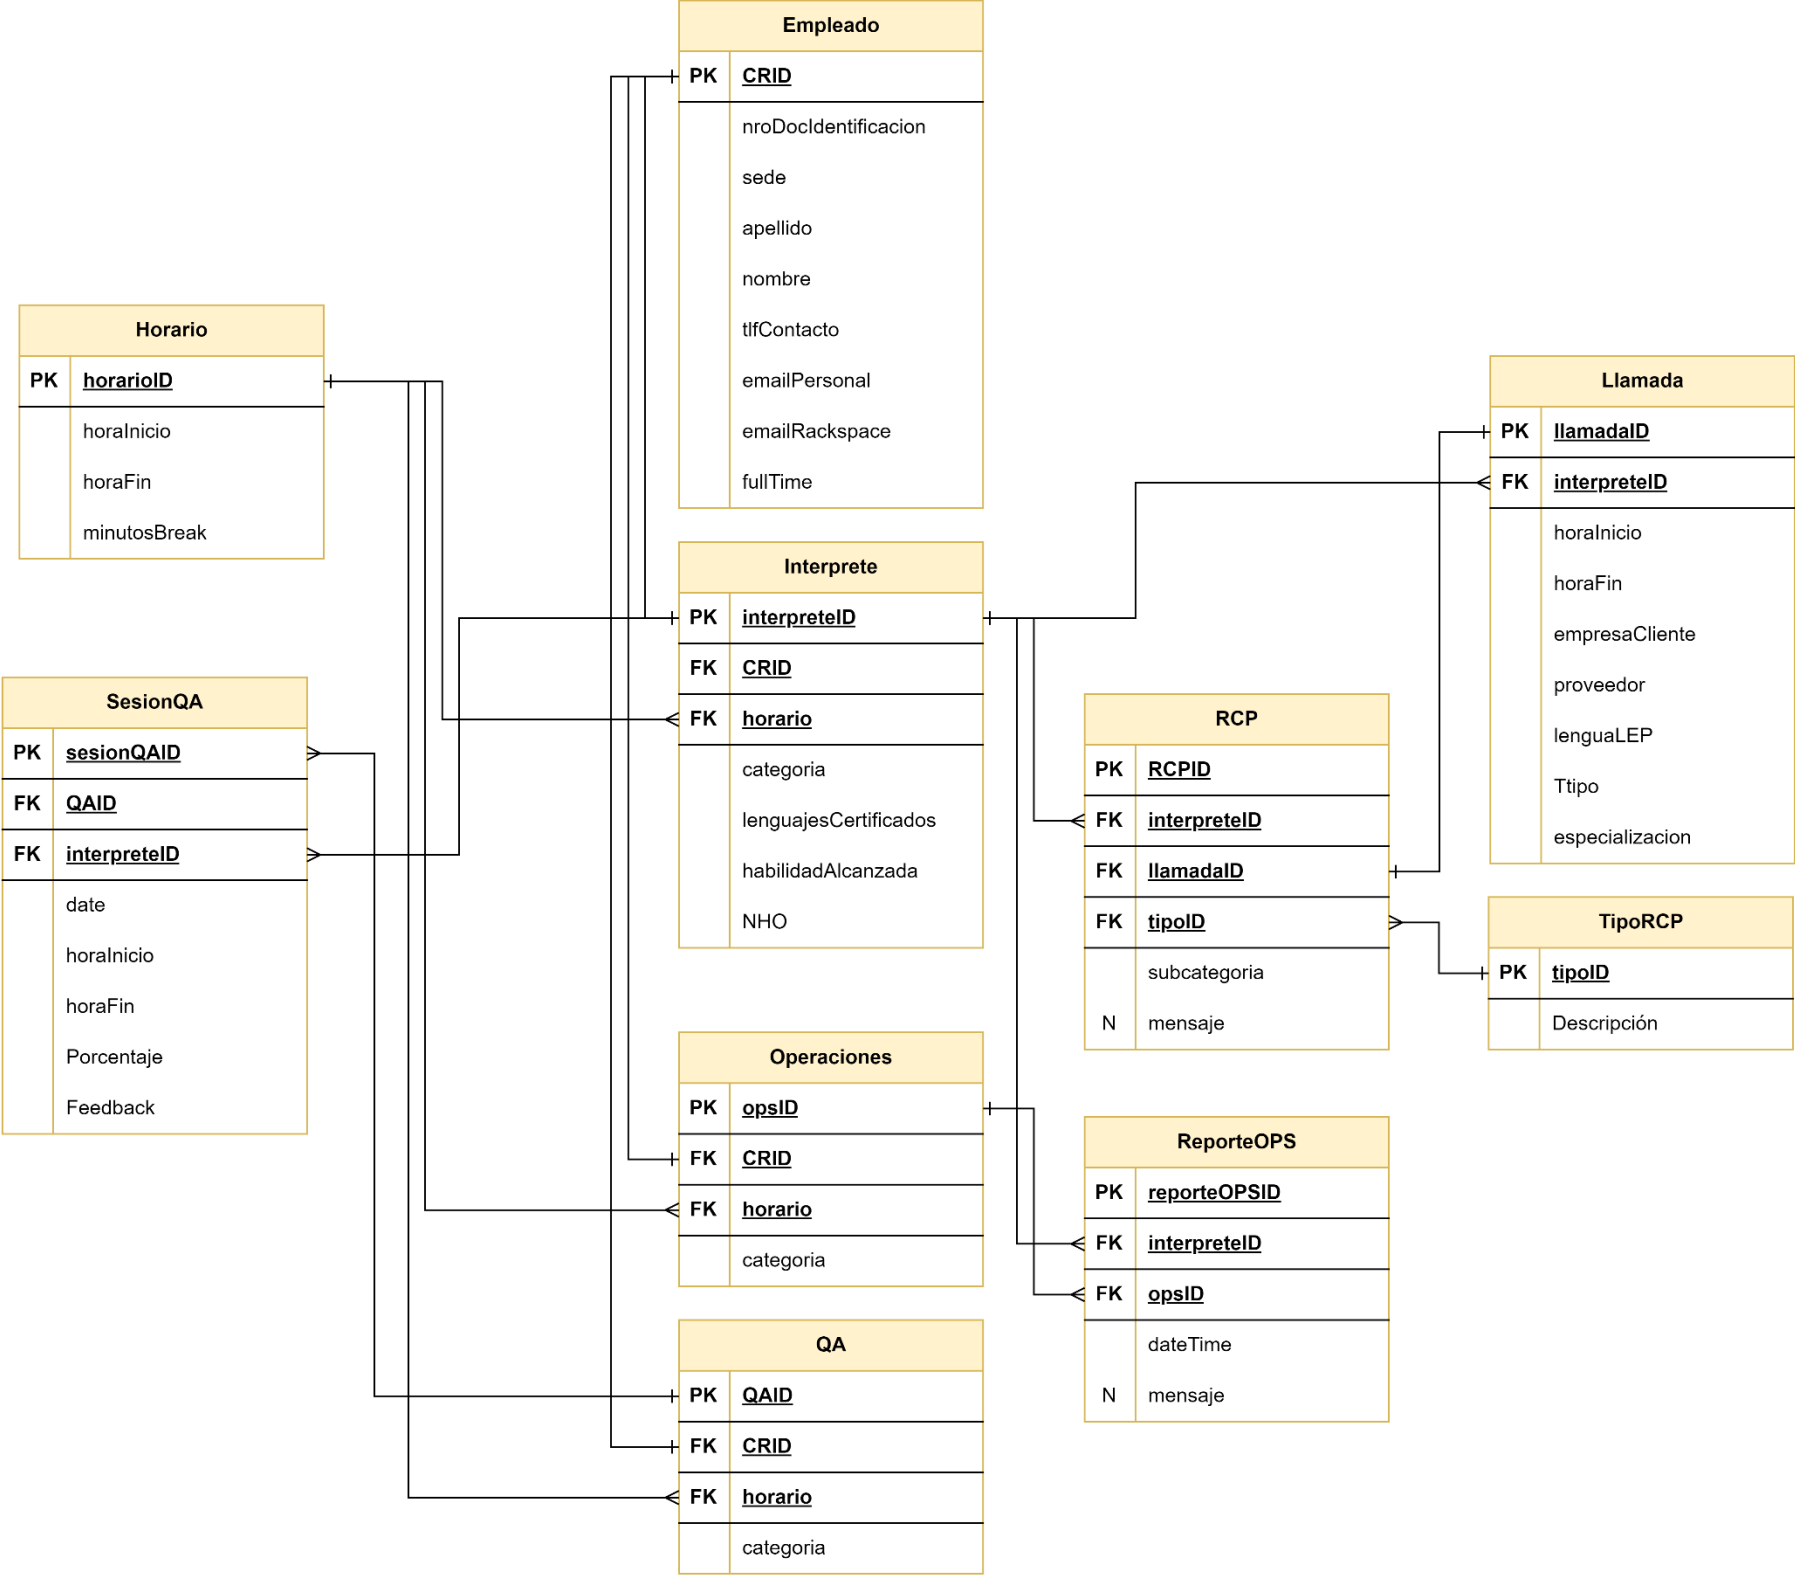 Empleado
PK CRID
nroDocIdentificacion
sede
apellido
nombre
tlfContacto
emailPersonal
emailRackspace
fullTime
Horario
PK horarioID
horaInicio
horaFin
minutosBreak
Interprete
PK interpreteID
FK CRID
FK horario
categoria
lenguajesCertificados
habilidadAlcanzada
NHO
Llamada
PK llamadaID
FK interpreteID
horaInicio
horaFin
empresaCliente
proveedor
lenguaLEP
Ttipo
especializacion
SesionQA
PK sesionQAID
FK QAID
FK interpreteID
date
horaInicio
horaFin
Porcentaje
Feedback
RCP
PK RCPID
FK interpreteID
FK llamadaID
FK tipoID
subcategoria
N mensaje
TipoRCP
PK tipoID
Descripción
Operaciones
PK opsID
FK CRID
FK horario
categoria
ReporteOPS
PK reporteOPSID
FK interpreteID
FK opsID
dateTime
N mensaje
QA
PK QAID
FK CRID
FK horario
categoria